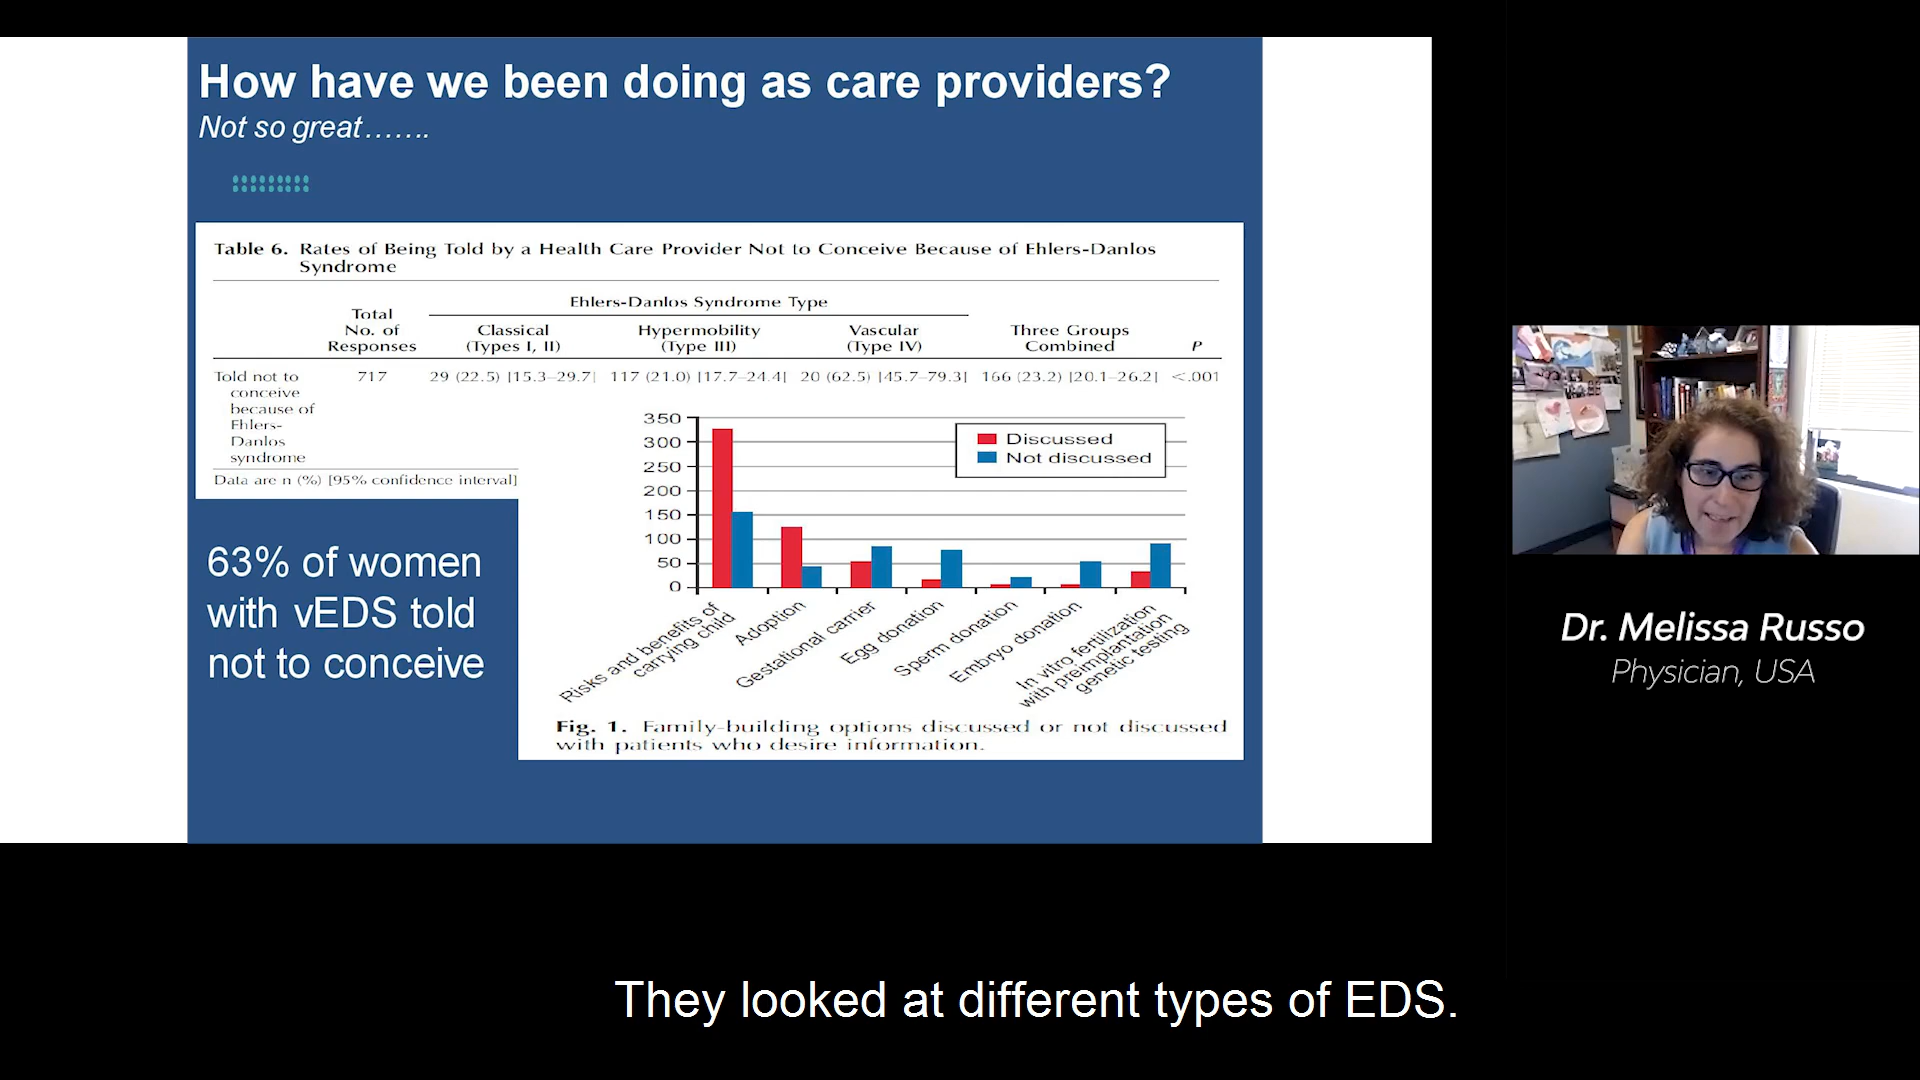 How have we been doing as care providers?
Not so great…….
Table 6. Rates of Being Told by a Health Care Provider Not to Conceive Because of Ehlers-Danlos
Syndrome
Ehlers-Danlos Syndrome Type
Total
No. of
Responses
Classical
(Types I, II)
Hypermobility
(Type III)
Vascular
(Type IV)
Three Groups
Combined
P
Told not to
conceive
because of
Ehlers-
Danlos
syndrome
717
29 (22.5) [15.3–29.7]
117 (21.0) [17.7–24.4]
20 (62.5) [45.7–79.3]
166 (23.2) [20.1–26.2]
<.001
Data are n (%) [95% confidence interval]
63% of women
with vEDS told
not to conceive
350
300
250
200
150
100
50
0
Discussed
Not discussed
Risks and benefits of
carrying child
Adoption
Gestational carrier
Egg donation
Sperm donation
Embryo donation
In vitro fertilization
with preimplantation
genetic testing
Fig. 1. Family-building options discussed or not discussed
with patients who desire information.
Dr. Melissa Russo
Physician, USA
They looked at different types of EDS.